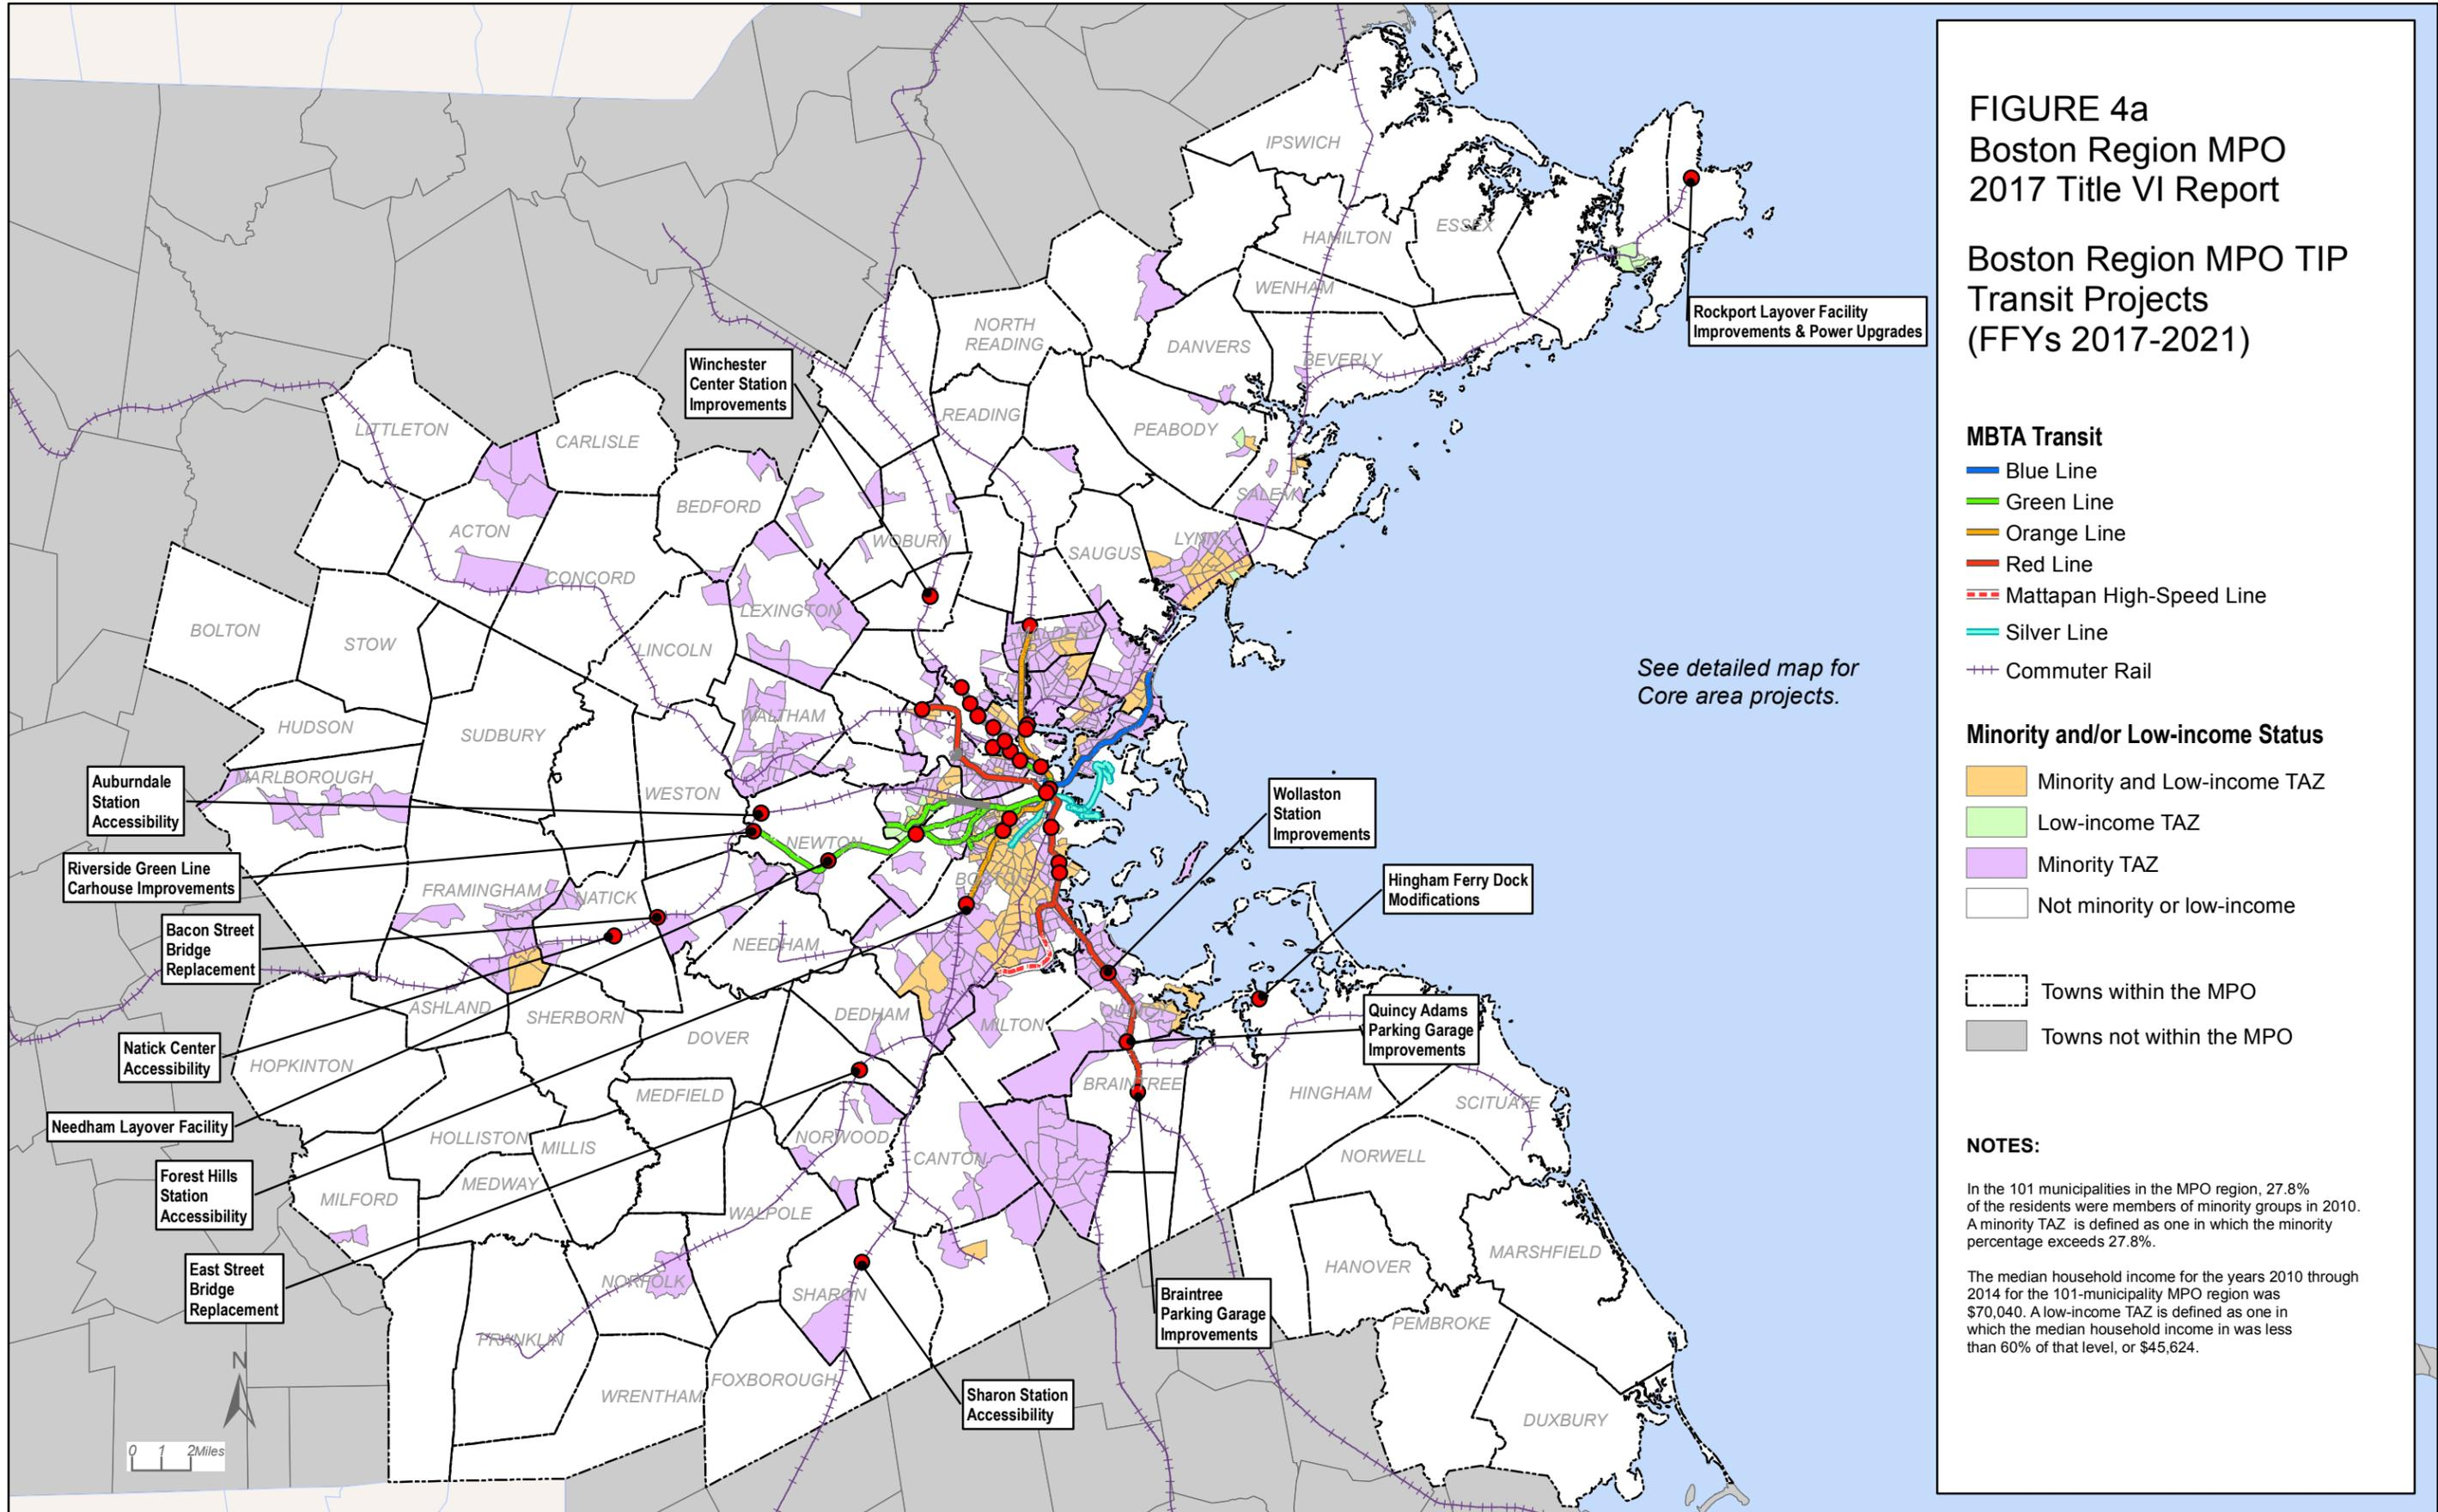 FIGURE 4a
Boston Region MPO
2017 Title VI Report
Boston Region MPO TIP
Transit Projects
(FFYs 2017-2021)
MBTA Transit
Blue Line
Green Line
Orange Line
Red Line
Mattapan High-Speed Line
Silver Line
Commuter Rail
Minority and/or Low-income Status
Minority and Low-income TAZ
Low-income TAZ
Minority TAZ
Not minority or low-income
Towns within the MPO
Towns not within the MPO
NOTES:
In the 101 municipalities in the MPO region, 27.8%
of the residents were members of minority groups in 2010.
A minority TAZ is defined as one in which the minority
percentage exceeds 27.8%.
The median household income for the years 2010 through
2014 for the 101-municipality MPO region was
$70,040. A low-income TAZ is defined as one in
which the median household income in was less
than 60% of that level, or $45,624.
See detailed map for
Core area projects.
Rockport Layover Facility
Improvements & Power Upgrades
Winchester
Center Station
Improvements
Auburndale
Station
Accessibility
Riverside Green Line
Carhouse Improvements
Bacon Street
Bridge
Replacement
Natick Center
Accessibility
Needham Layover Facility
Forest Hills
Station
Accessibility
East Street
Bridge
Replacement
Wollaston
Station
Improvements
Hingham Ferry Dock
Modifications
Quincy Adams
Parking Garage
Improvements
Braintree
Parking Garage
Improvements
Sharon Station
Accessibility
IPSWICH
HAMILTON
ESSEX
WENHAM
NORTH
READING
DANVERS
BEVERLY
READING
PEABODY
LITTLETON
CARLISLE
BEDFORD
SALEM
ACTON
WOBURN
SAUGUS
LYNN
CONCORD
LEXINGTON
BOLTON
STOW
LINCOLN
MALDEN
HUDSON
SUDBURY
WALTHAM
MARLBOROUGH
WESTON
NEWTON
BOSTON
FRAMINGHAM
NATICK
NEEDHAM
ASHLAND
SHERBORN
DEDHAM
MILTON
QUINCY
DOVER
HOPKINTON
MEDFIELD
BRAINTREE
HINGHAM
SCITUATE
HOLLISTON
MILLIS
NORWOOD
CANTON
NORWELL
MEDWAY
MILFORD
WALPOLE
MARSHFIELD
HANOVER
NORFOLK
SHARON
FRANKLIN
PEMBROKE
WRENTHAM
FOXBOROUGH
DUXBURY
N
0 1 2Miles